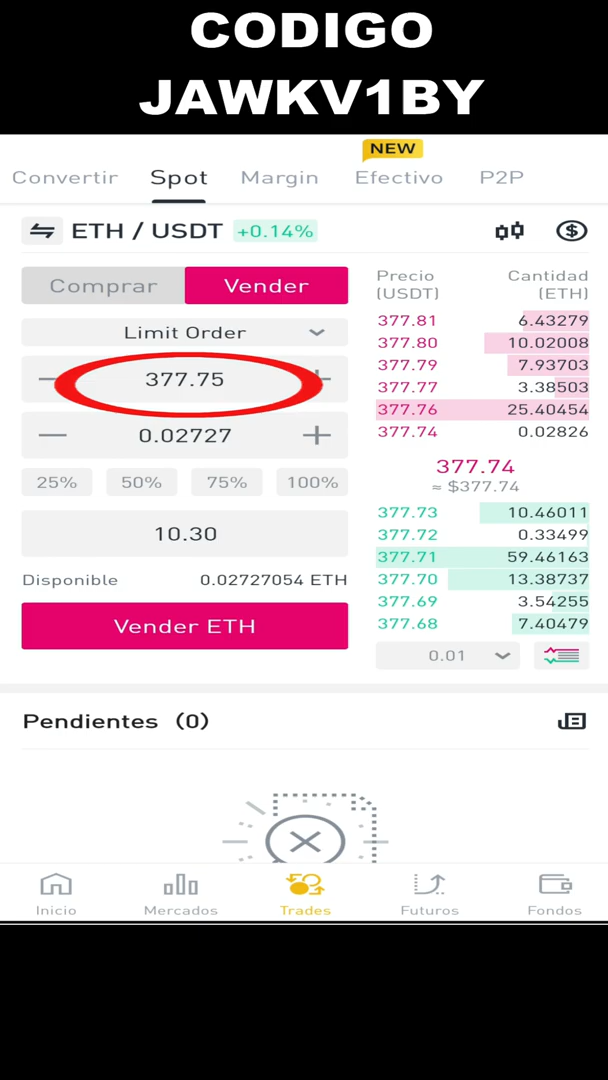 CODIGO
JAWKV1BY
NEW
Convertir Spot Margin Efectivo P2P
ETH / USDT +0.14%
Comprar Vender
Limit Order
377.75
0.02727
25% 50% 75% 100%
10.30
Disponible 0.02727054 ETH
Vender ETH
Precio Cantidad
(USDT) (ETH)
377.81 6.43279
377.80 10.02008
377.79 7.93703
377.77 3.38503
377.76 25.40454
377.74 0.02826
377.74
≈ $377.74
377.73 10.46011
377.72 0.33499
377.71 59.46163
377.70 13.38737
377.69 3.54255
377.68 7.40479
0.01
Pendientes (0)
Inicio Mercados Trades Futuros Fondos